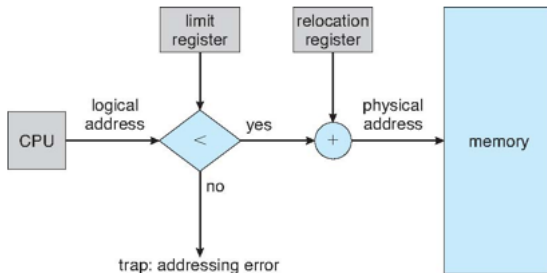 limit
register
relocation
register
logical
address
yes
physical
address
CPU
<
+
memory
no
trap: addressing error